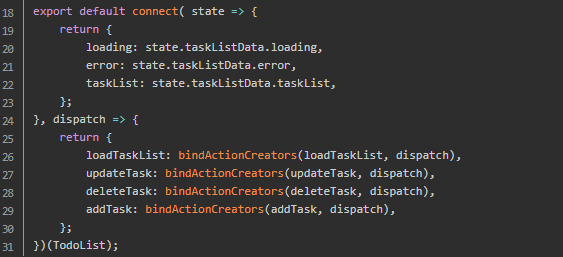 18 export default connect( state => {
19     return {
20         loading: state.taskListData.loading,
21         error: state.taskListData.error,
22         taskList: state.taskListData.taskList,
23     };
24 }, dispatch => {
25     return {
26         loadTaskList: bindActionCreators(loadTaskList, dispatch),
27         updateTask: bindActionCreators(updateTask, dispatch),
28         deleteTask: bindActionCreators(deleteTask, dispatch),
29         addTask: bindActionCreators(addTask, dispatch),
30     };
31 })(TodoList);